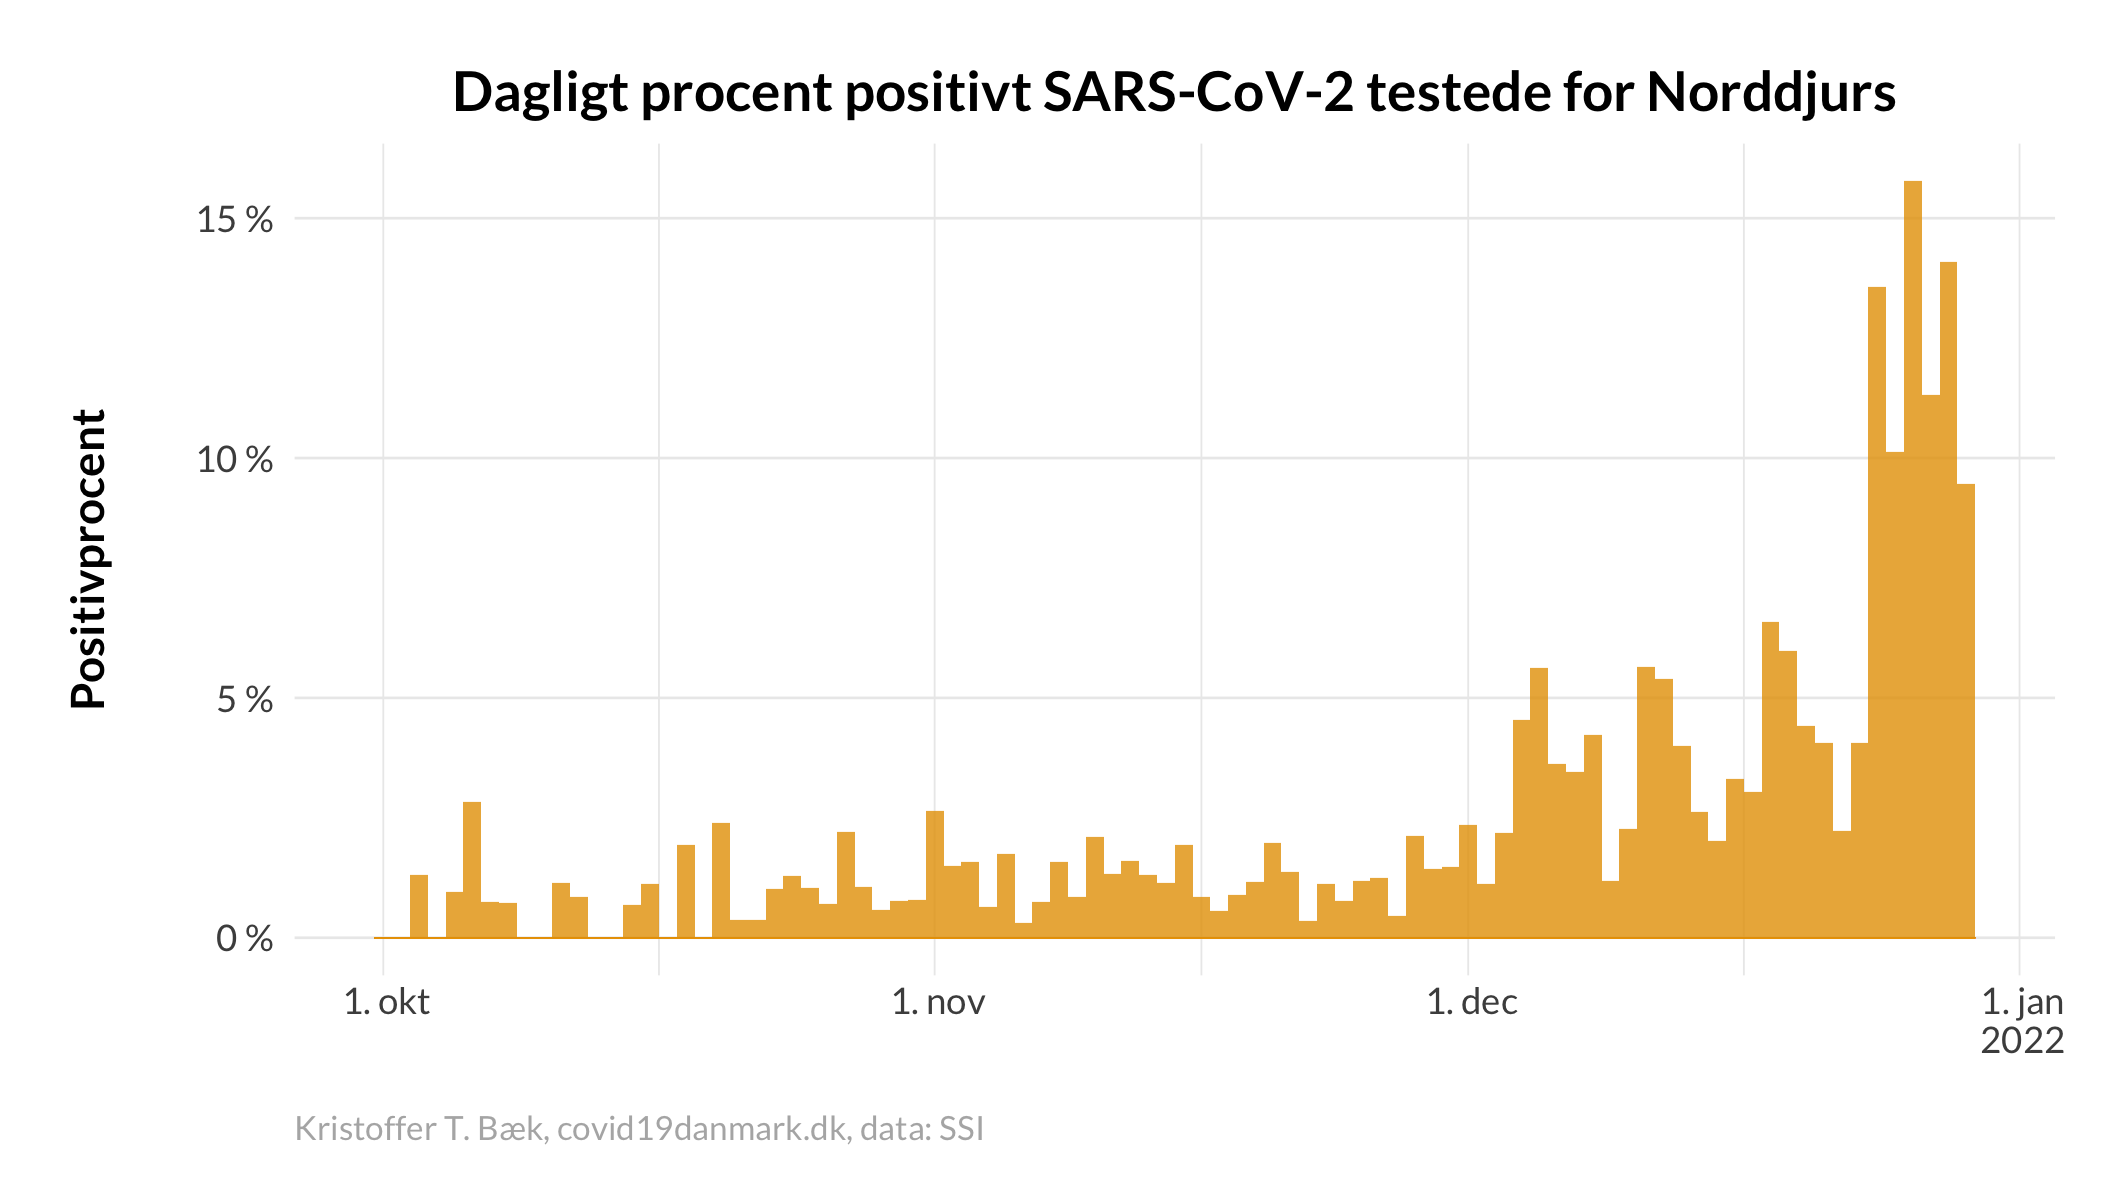 Dagligt procent positivt SARS-CoV-2 testede for Norddjurs
Positivprocent
15 %
10 %
5 %
0 %
1. okt
1. nov
1. dec
1. jan
2022
Kristoffer T. Bæk, covid19danmark.dk, data: SSI